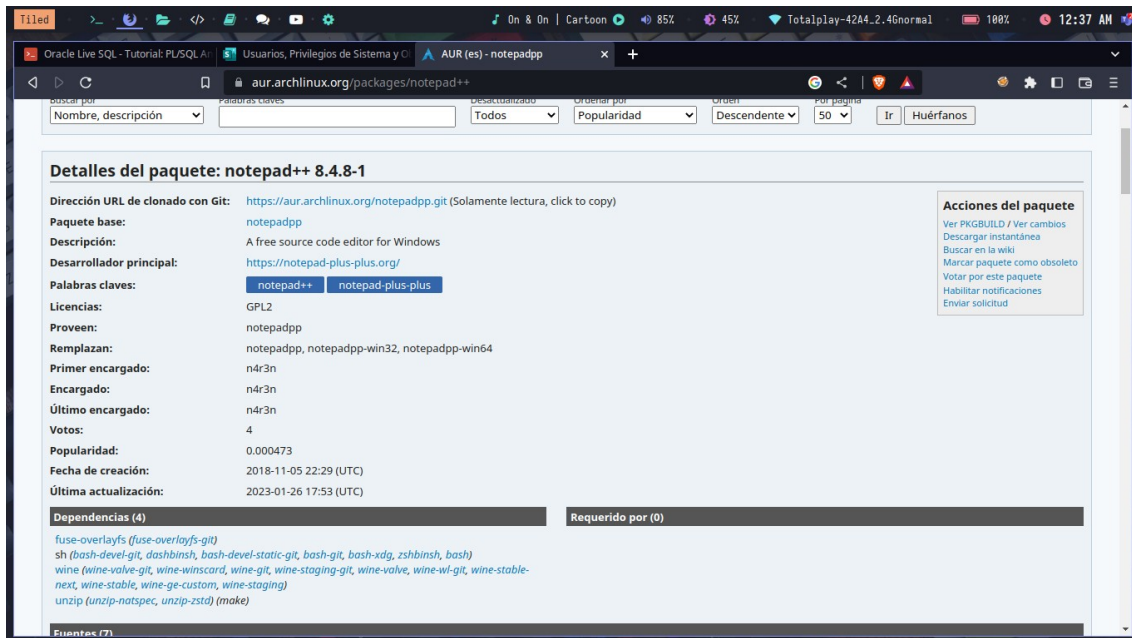 Tiled
On & On | Cartoon
85%
45%
Totalplay-42A4_2.4Gnormal
100%
12:37 AM
Oracle Live SQL - Tutorial: PL/SQL An
Usuarios, Privilegios de Sistema y O
AUR (es) - notepadpp
aur.archlinux.org/packages/notepad++
Buscar por
Palabras claves
Desactualizado
Ordenar por
Orden
Por página
Nombre, descripción
Todos
Popularidad
Descendente
50
Ir
Huérfanos
Detalles del paquete: notepad++ 8.4.8-1
Dirección URL de clonado con Git: https://aur.archlinux.org/notepadpp.git (Solamente lectura, click to copy)
Paquete base: notepadpp
Descripción: A free source code editor for Windows
Desarrollador principal: https://notepad-plus-plus.org/
Palabras claves: notepad++ notepad-plus-plus
Licencias: GPL2
Proveen: notepadpp
Remplazan: notepadpp, notepadpp-win32, notepadpp-win64
Primer encargado: n4r3n
Encargado: n4r3n
Último encargado: n4r3n
Votos: 4
Popularidad: 0.000473
Fecha de creación: 2018-11-05 22:29 (UTC)
Última actualización: 2023-01-26 17:53 (UTC)
Acciones del paquete
Ver PKGBUILD / Ver cambios
Descargar instantánea
Buscar en la wiki
Marcar paquete como obsoleto
Votar por este paquete
Habilitar notificaciones
Enviar solicitud
Dependencias (4)
fuse-overlayfs (fuse-overlayfs-git)
sh (bash-devel-git, dashbinsh, bash-devel-static-git, bash-git, bash-xdg, zshbinsh, bash)
wine (wine-valve-git, wine-winscard, wine-git, wine-staging-git, wine-valve, wine-wl-git, wine-stable-
next, wine-stable, wine-ge-custom, wine-staging)
unzip (unzip-natspec, unzip-zstd) (make)
Requerido por (0)
Fuentes (7)